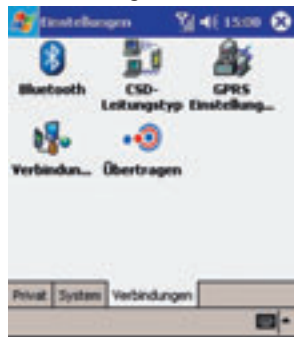 Einstellungen 15:00
Bluetooth CSD-Leitungstyp GPRS Einstellung...
Verbindun... Übertragen
Privat System Verbindungen